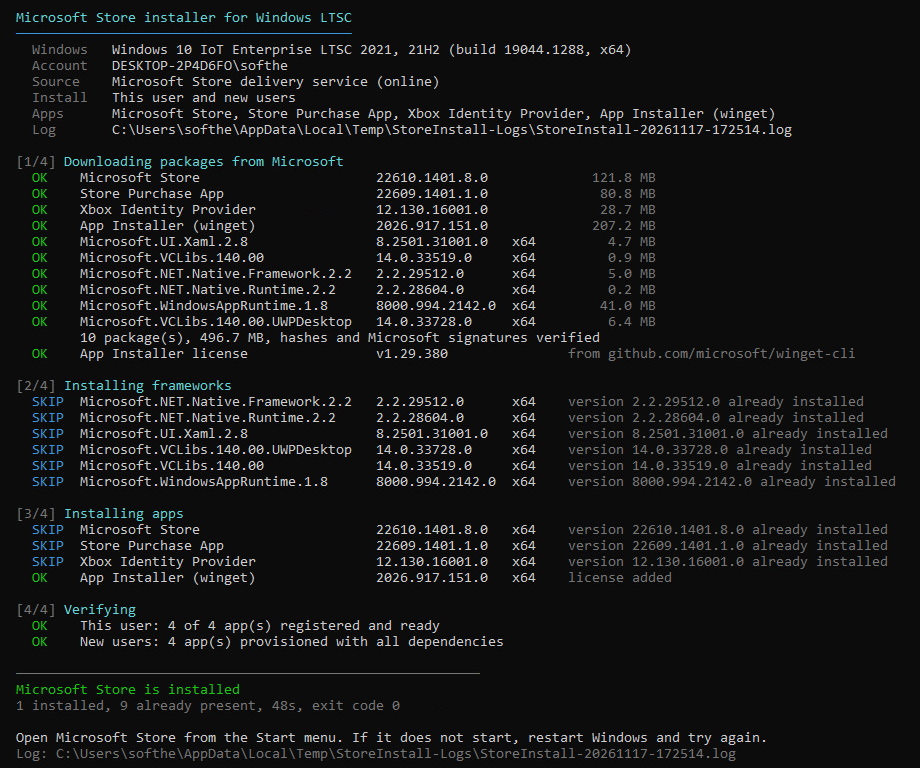 Microsoft Store installer for Windows LTSC
Windows Windows 10 IoT Enterprise LTSC 2021, 21H2 (build 19044.1288, x64)
Account DESKTOP-2P4D6FO\softhe
Source Microsoft Store delivery service (online)
Install This user and new users
Apps Microsoft Store, Store Purchase App, Xbox Identity Provider, App Installer (winget)
Log C:\Users\softhe\AppData\Local\Temp\StoreInstall-Logs\StoreInstall-20261117-172514.log
[1/4] Downloading packages from Microsoft
OK Microsoft Store 22610.1401.8.0 121.8 MB
OK Store Purchase App 22609.1401.1.0 80.8 MB
OK Xbox Identity Provider 12.130.16001.0 28.7 MB
OK App Installer (winget) 2026.917.151.0 207.2 MB
OK Microsoft.UI.Xaml.2.8 8.2501.31001.0 x64 4.7 MB
OK Microsoft.VCLibs.140.00 14.0.33519.0 x64 0.9 MB
OK Microsoft.NET.Native.Framework.2.2 2.2.29512.0 x64 5.0 MB
OK Microsoft.NET.Native.Runtime.2.2 2.2.28604.0 x64 0.2 MB
OK Microsoft.WindowsAppRuntime.1.8 8000.994.2142.0 x64 41.0 MB
OK Microsoft.VCLibs.140.00.UWPDesktop 14.0.33728.0 x64 6.4 MB
10 package(s), 496.7 MB, hashes and Microsoft signatures verified
OK App Installer license v1.29.380 from github.com/microsoft/winget-cli
[2/4] Installing frameworks
SKIP Microsoft.NET.Native.Framework.2.2 2.2.29512.0 x64 version 2.2.29512.0 already installed
SKIP Microsoft.NET.Native.Runtime.2.2 2.2.28604.0 x64 version 2.2.28604.0 already installed
SKIP Microsoft.UI.Xaml.2.8 8.2501.31001.0 x64 version 8.2501.31001.0 already installed
SKIP Microsoft.VCLibs.140.00.UWPDesktop 14.0.33728.0 x64 version 14.0.33728.0 already installed
SKIP Microsoft.VCLibs.140.00 14.0.33519.0 x64 version 14.0.33519.0 already installed
SKIP Microsoft.WindowsAppRuntime.1.8 8000.994.2142.0 x64 version 8000.994.2142.0 already installed
[3/4] Installing apps
SKIP Microsoft Store 22610.1401.8.0 x64 version 22610.1401.8.0 already installed
SKIP Store Purchase App 22609.1401.1.0 x64 version 22609.1401.1.0 already installed
SKIP Xbox Identity Provider 12.130.16001.0 x64 version 12.130.16001.0 already installed
OK App Installer (winget) 2026.917.151.0 x64 license added
[4/4] Verifying
OK This user: 4 of 4 app(s) registered and ready
OK New users: 4 app(s) provisioned with all dependencies
Microsoft Store is installed
1 installed, 9 already present, 48s, exit code 0
Open Microsoft Store from the Start menu. If it does not start, restart Windows and try again.
Log: C:\Users\softhe\AppData\Local\Temp\StoreInstall-Logs\StoreInstall-20261117-172514.log